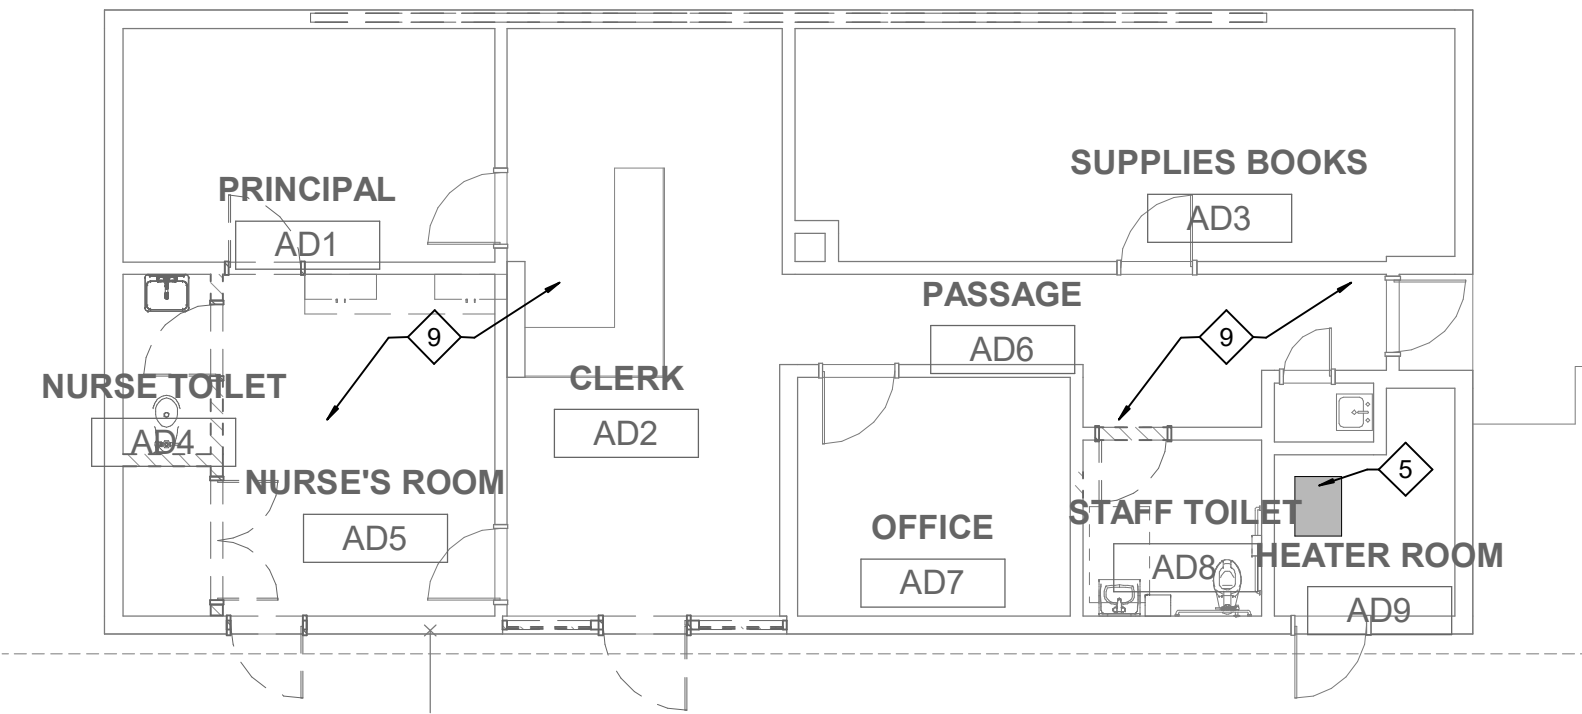 SUPPLIES BOOKS
AD3
PRINCIPAL
AD1
PASSAGE
AD6
9
9
NURSE TOILET
AD4
CLERK
AD2
NURSE'S ROOM
AD5
5
OFFICE
AD7
STAFF TOILET
AD8
HEATER ROOM
AD9